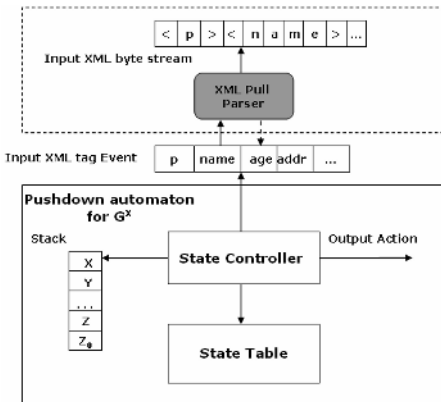 < p > < n a m e > ...
Input XML byte stream
XML Pull
Parser
Input XML tag Event
p name age addr ...
Pushdown automaton
for G^X
Stack
Output Action
State Controller
X
Y
...
Z
Z₀
State Table